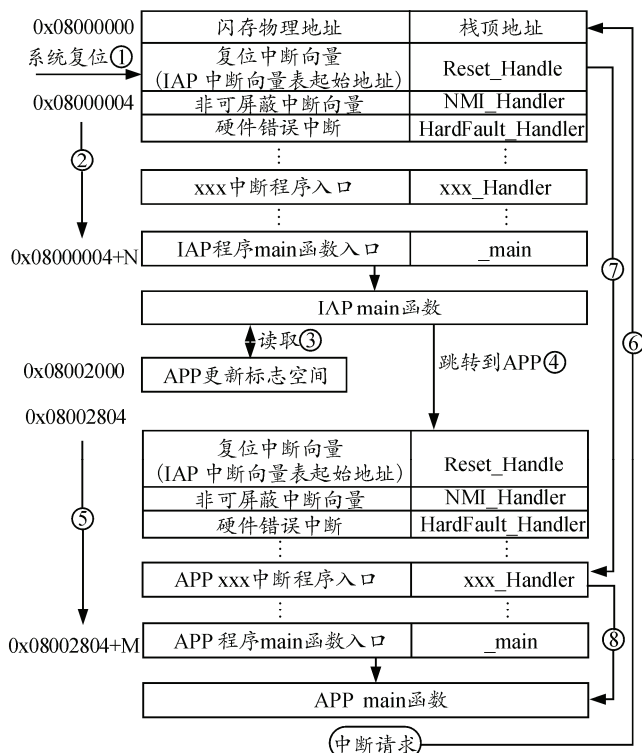 0x08000000
闪存物理地址
栈顶地址
系统复位①
复位中断向量
(IAP 中断向量表起始地址)
Reset_Handle
0x08000004
非可屏蔽中断向量
NMI_Handler
硬件错误中断
HardFault_Handler
②
⋮
⋮
xxx中断程序入口
xxx_Handler
⋮
⋮
0x08000004+N
IAP程序main函数入口
_main
⑦
IAP main函数
⑥
读取③
跳转到APP④
0x08002000
APP更新标志空间
0x08002804
复位中断向量
(IAP 中断向量表起始地址)
Reset_Handle
非可屏蔽中断向量
NMI_Handler
⑤
硬件错误中断
HardFault_Handler
⋮
⋮
APP xxx中断程序入口
xxx_Handler
⋮
⋮
0x08002804+M
APP 程序main函数入口
_main
⑧
APP main函数
中断请求